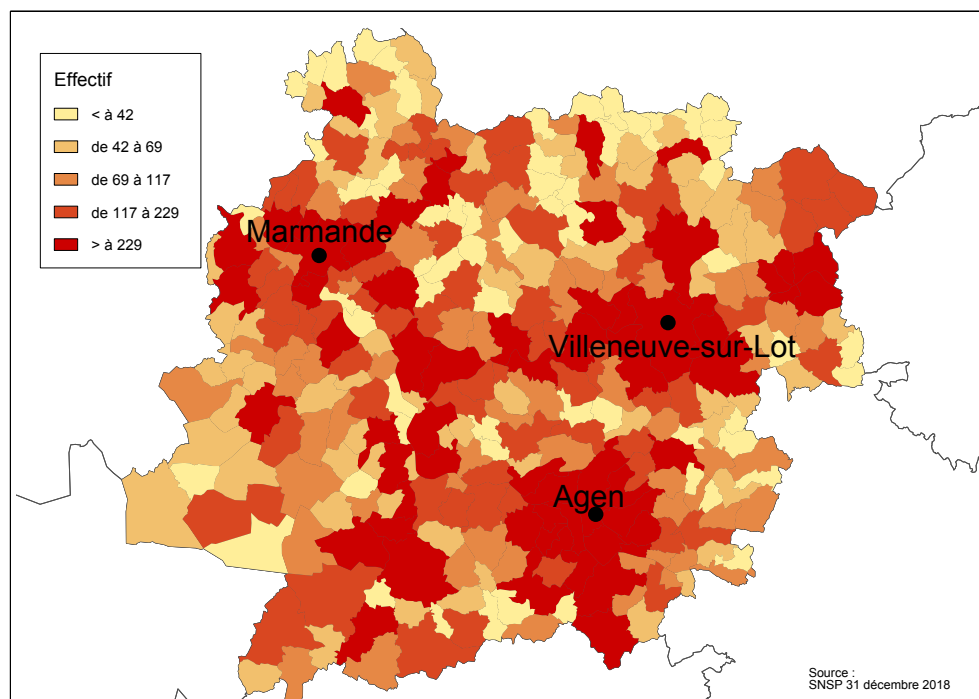 Effectif
< à 42
de 42 à 69
de 69 à 117
de 117 à 229
> à 229
Marmande
Villeneuve-sur-Lot
Agen
Source :
SNSP 31 décembre 2018